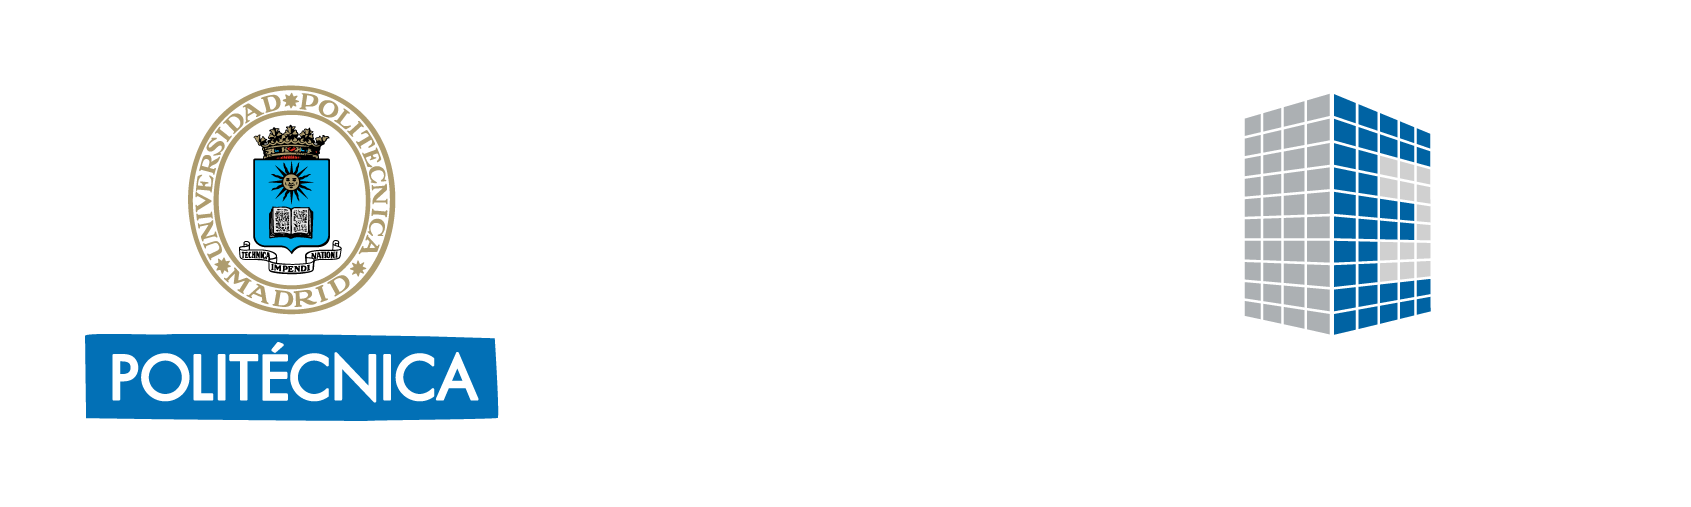 UNIVERSIDAD POLITECNICA
MADRID
TECHNICA IMPENDI NATIONI
POLITÉCNICA